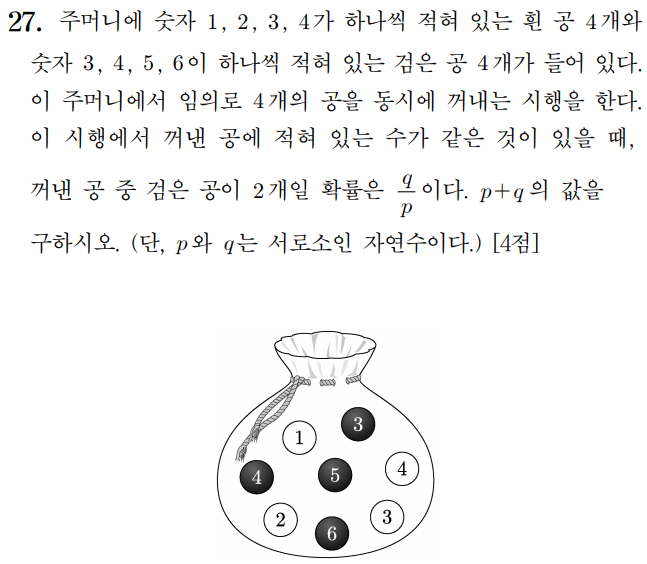 27. 주머니에 숫자 1, 2, 3, 4가 하나씩 적혀 있는 흰 공 4개와
숫자 3, 4, 5, 6이 하나씩 적혀 있는 검은 공 4개가 들어 있다.
이 주머니에서 임의로 4개의 공을 동시에 꺼내는 시행을 한다.
이 시행에서 꺼낸 공에 적혀 있는 수가 같은 것이 있을 때,
꺼낸 공 중 검은 공이 2개일 확률은 q/p 이다. p+q의 값을
구하시오. (단, p와 q는 서로소인 자연수이다.) [4점]
1 3
4 5 4
2 6 3